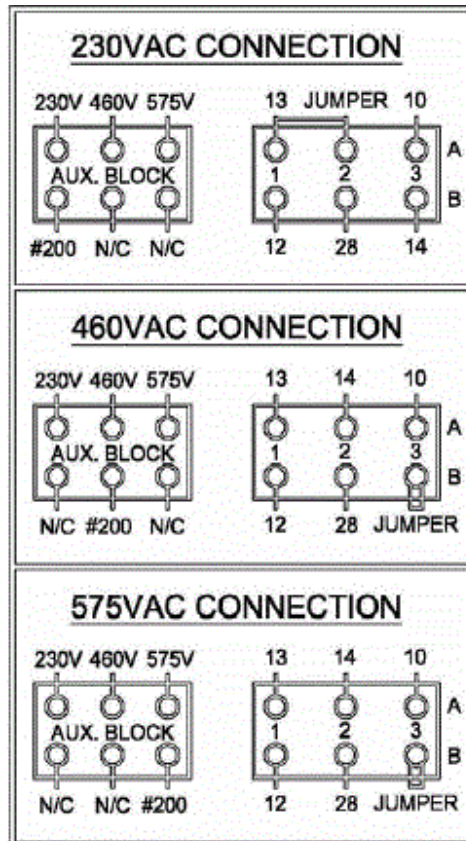 230VAC CONNECTION
230V 460V 575V 13 JUMPER 10
A
AUX. BLOCK 1 2 3
B
#200 N/C N/C 12 28 14
460VAC CONNECTION
230V 460V 575V 13 14 10
A
AUX. BLOCK 1 2 3
B
N/C #200 N/C 12 28 JUMPER
575VAC CONNECTION
230V 460V 575V 13 14 10
A
AUX. BLOCK 1 2 3
B
N/C N/C #200 12 28 JUMPER